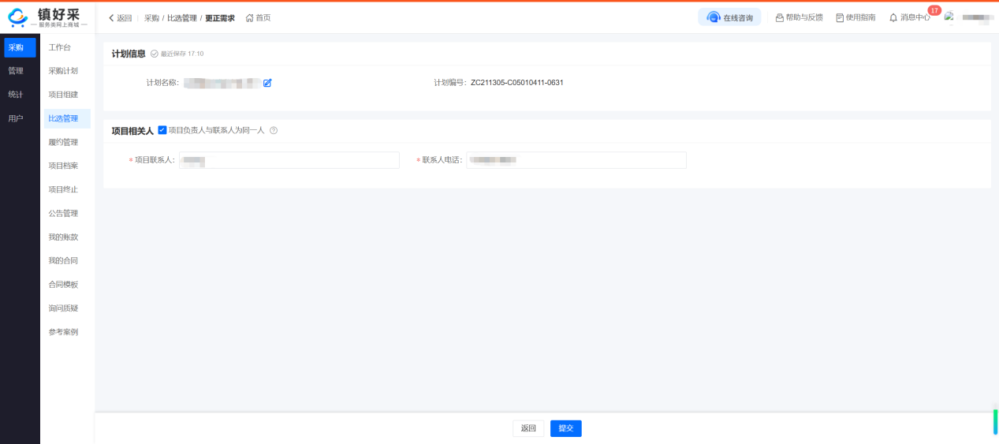 镇好采
服务类网上商城
返回 采购 / 比选管理 / 更正需求 首页
在线咨询 帮助与反馈 使用指南 消息中心 17
采购
管理
统计
用户
工作台
采购计划
项目组建
比选管理
履约管理
项目档案
项目终止
公告管理
我的账款
我的合同
合同模板
询问质疑
参考案例
计划信息 最近保存 17:10
计划名称: 计划编号: ZC211305-C05010411-0631
项目相关人 项目负责人与联系人为同一人
* 项目联系人: * 联系人电话:
返回 提交